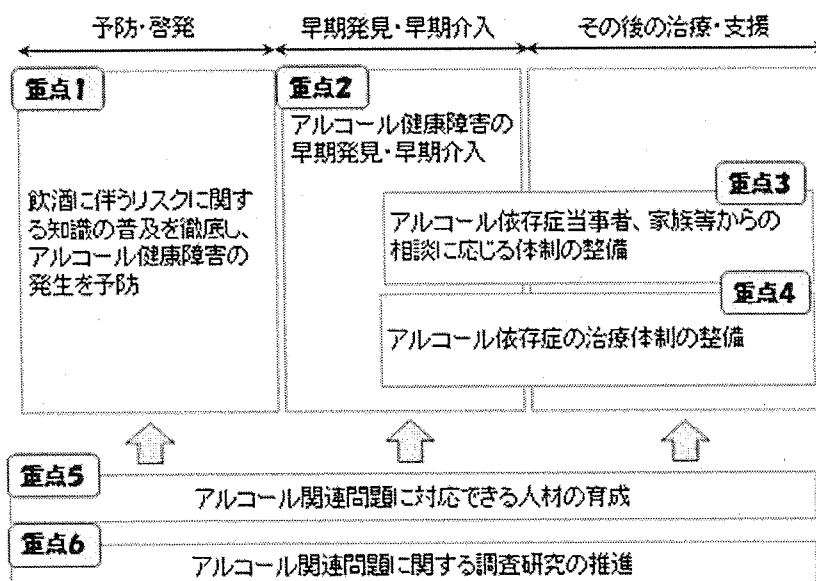 予防・啓発
早期発見・早期介入
その後の治療・支援
重点1
飲酒に伴うリスクに関す
る知識の普及を徹底し、
アルコール健康障害の
発生を予防
重点2
アルコール健康障害の
早期発見・早期介入
重点3
アルコール依存症当事者、家族等からの
相談に応じる体制の整備
重点4
アルコール依存症の治療体制の整備
重点5
アルコール関連問題に対応できる人材の育成
重点6
アルコール関連問題に関する調査研究の推進